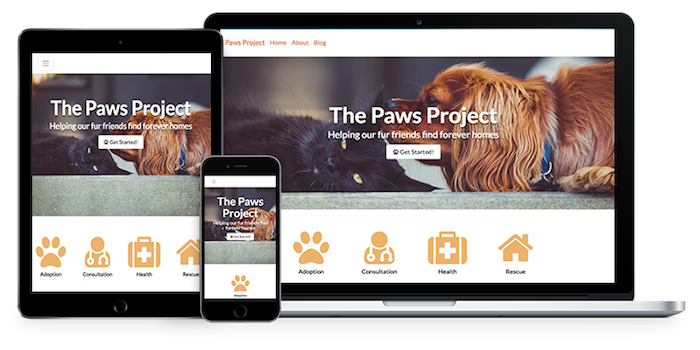 The Paws Project
Helping our fur friends find forever homes
Get Started!
Adoption Consultation Health Rescue
The Paws
Project
Helping our fur friends find
forever homes
Get Started!
Adoption
Paws Project Home About Blog
The Paws Project
Helping our fur friends find forever homes
Get Started!
Adoption Consultation Health Rescue